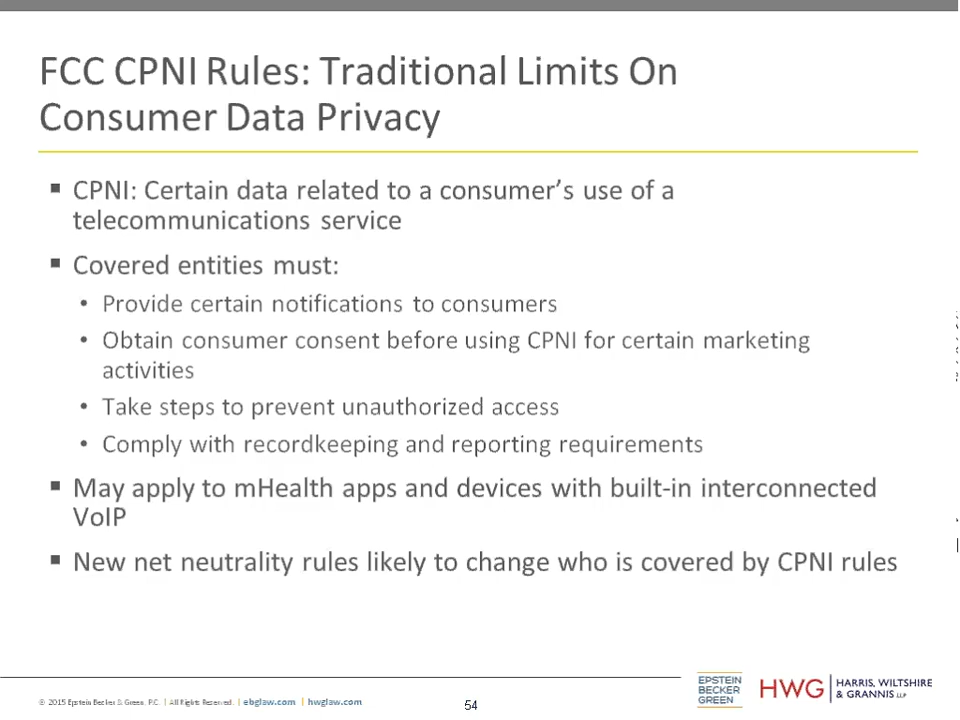 FCC CPNI Rules: Traditional Limits On
Consumer Data Privacy
▪ CPNI: Certain data related to a consumer's use of a
telecommunications service
▪ Covered entities must:
• Provide certain notifications to consumers
• Obtain consumer consent before using CPNI for certain marketing
activities
• Take steps to prevent unauthorized access
• Comply with recordkeeping and reporting requirements
▪ May apply to mHealth apps and devices with built-in interconnected
VoIP
▪ New net neutrality rules likely to change who is covered by CPNI rules
© 2015 Epstein Becker & Green, P.C. | All Rights Reserved. | ebglaw.com | hwglaw.com
54
EPSTEIN
BECKER
GREEN
HWG | HARRIS, WILTSHIRE
& GRANNIS LLP